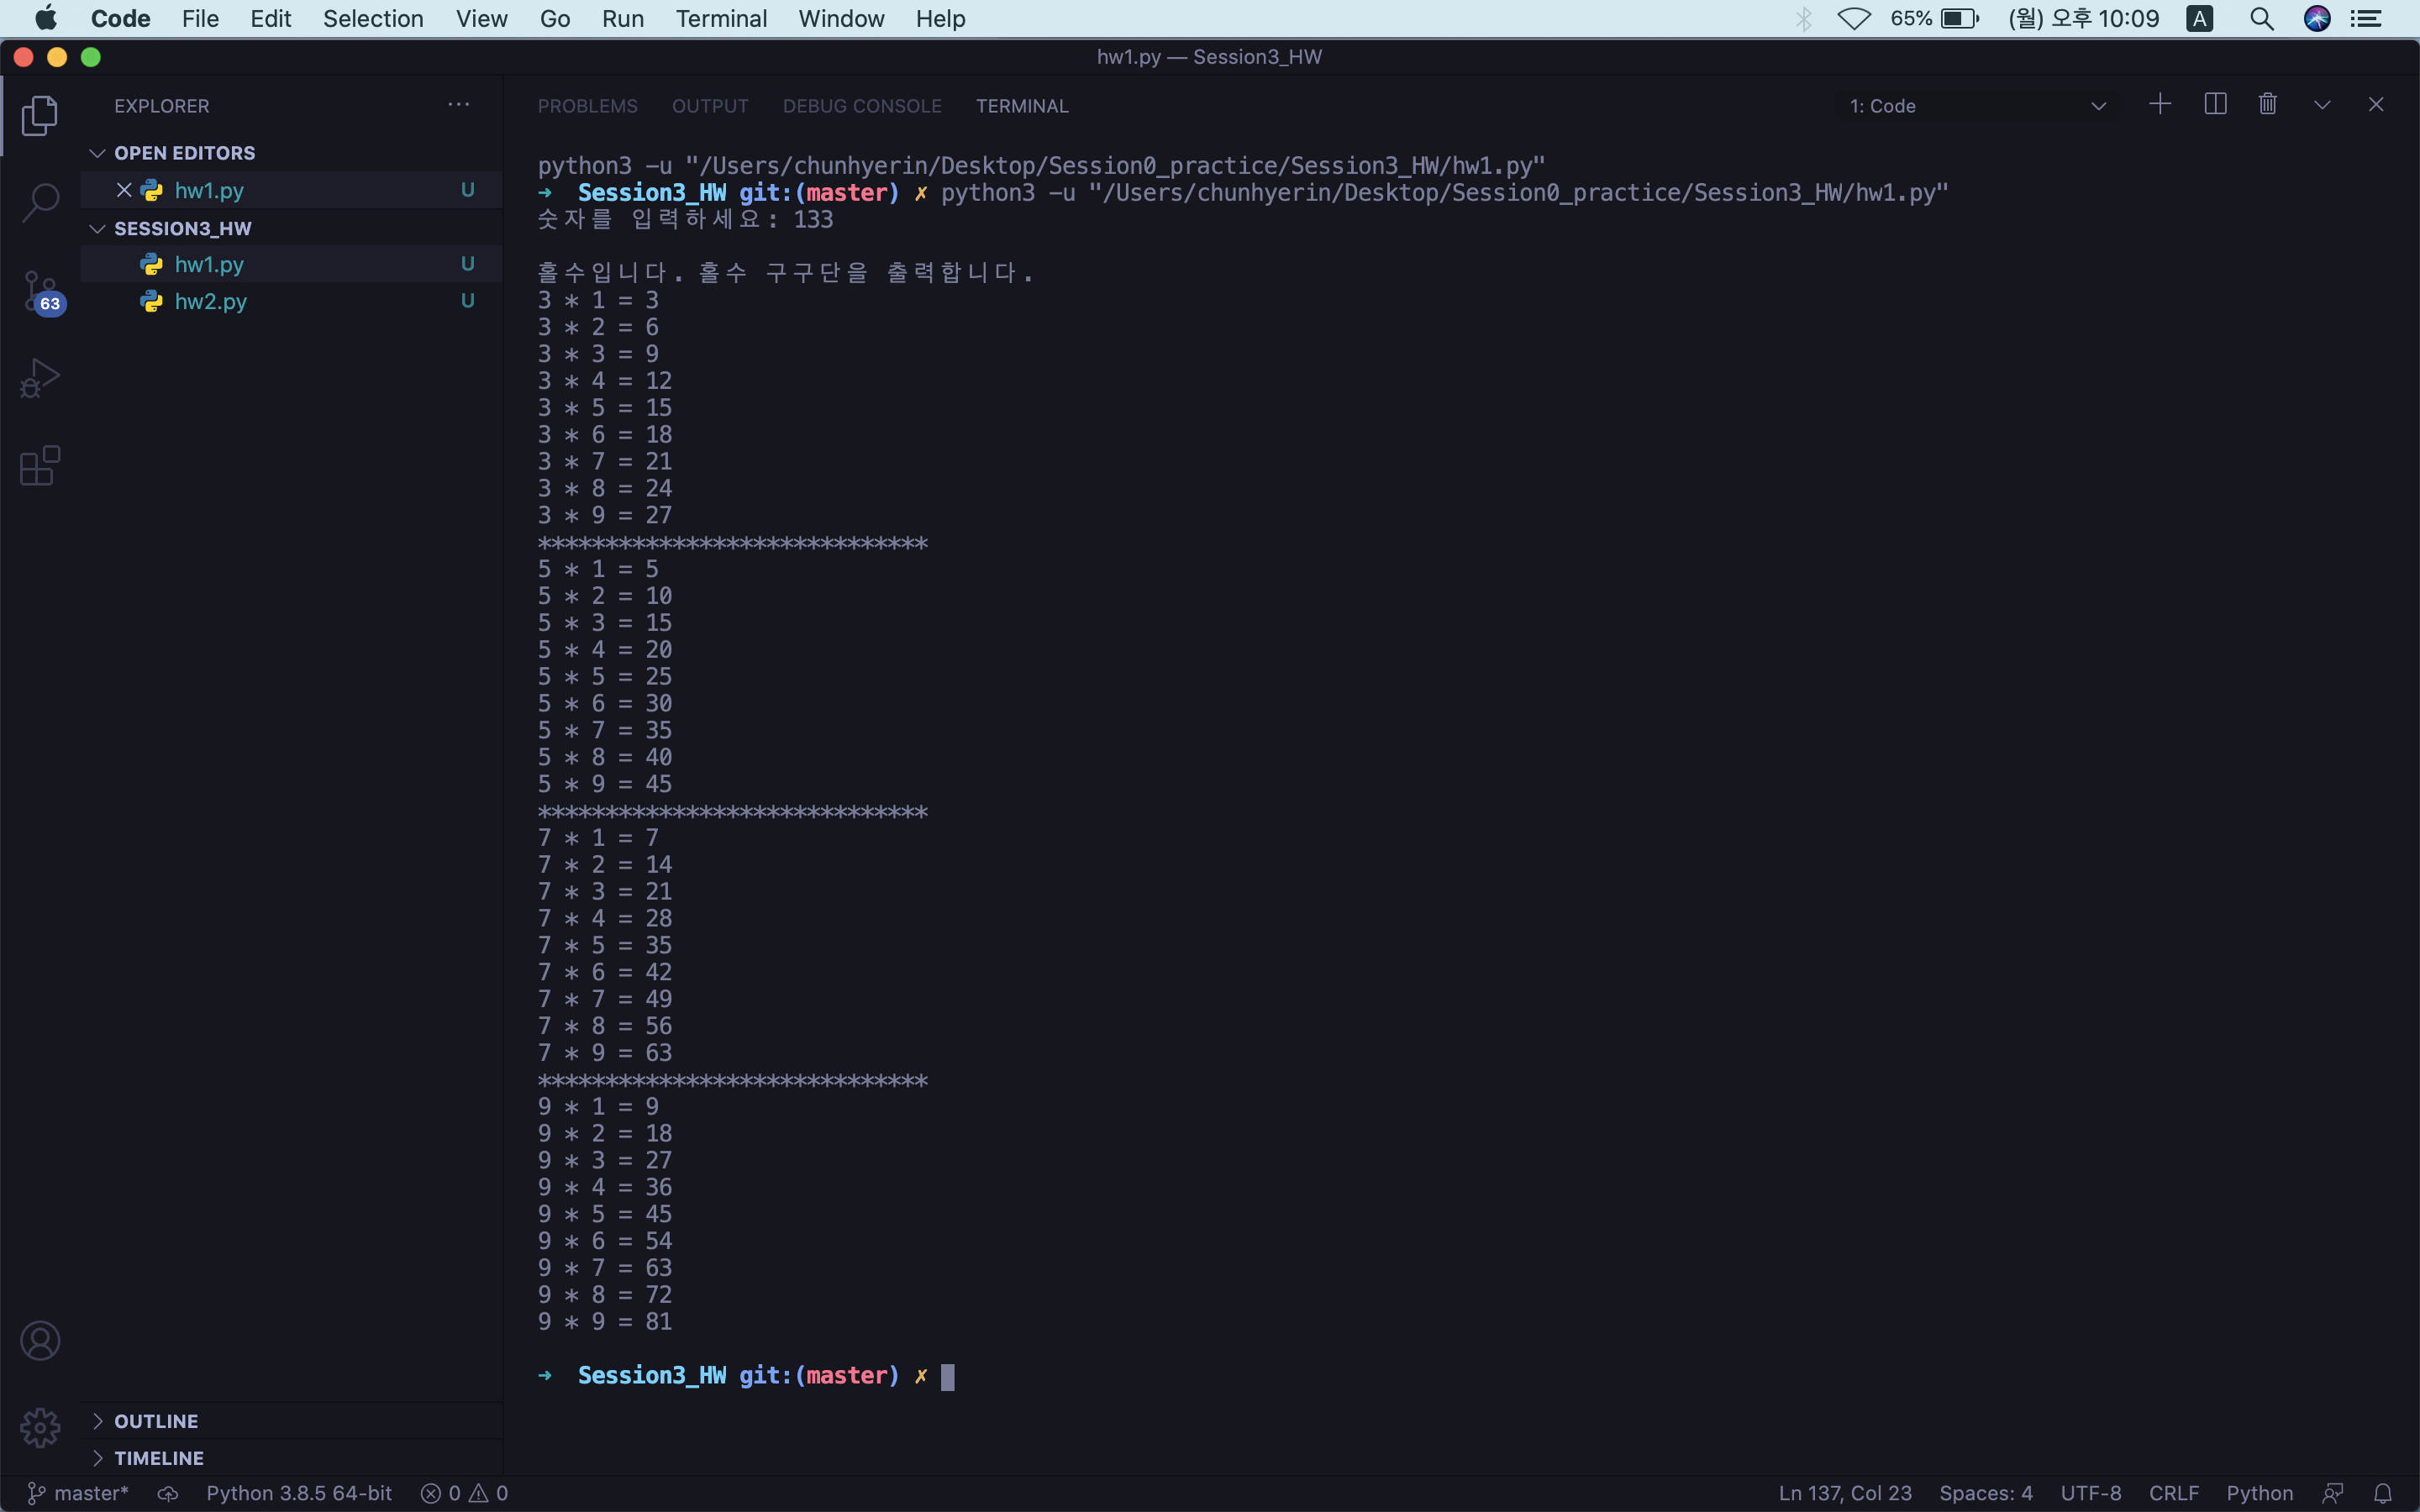 Code File Edit Selection View Go Run Terminal Window Help 65% (월) 오후 10:09 A
hw1.py — Session3_HW
EXPLORER ···
OPEN EDITORS
hw1.py U
SESSION3_HW
hw1.py U
hw2.py U
63
OUTLINE
TIMELINE
PROBLEMS OUTPUT DEBUG CONSOLE TERMINAL 1: Code
python3 -u "/Users/chunhyerin/Desktop/Session0_practice/Session3_HW/hw1.py"
➜ Session3_HW git:(master) ✗ python3 -u "/Users/chunhyerin/Desktop/Session0_practice/Session3_HW/hw1.py"
숫자를 입력하세요: 133
홀수입니다. 홀수 구구단을 출력합니다.
3 * 1 = 3
3 * 2 = 6
3 * 3 = 9
3 * 4 = 12
3 * 5 = 15
3 * 6 = 18
3 * 7 = 21
3 * 8 = 24
3 * 9 = 27
*****************************
5 * 1 = 5
5 * 2 = 10
5 * 3 = 15
5 * 4 = 20
5 * 5 = 25
5 * 6 = 30
5 * 7 = 35
5 * 8 = 40
5 * 9 = 45
*****************************
7 * 1 = 7
7 * 2 = 14
7 * 3 = 21
7 * 4 = 28
7 * 5 = 35
7 * 6 = 42
7 * 7 = 49
7 * 8 = 56
7 * 9 = 63
*****************************
9 * 1 = 9
9 * 2 = 18
9 * 3 = 27
9 * 4 = 36
9 * 5 = 45
9 * 6 = 54
9 * 7 = 63
9 * 8 = 72
9 * 9 = 81
➜ Session3_HW git:(master) ✗
master* Python 3.8.5 64-bit 0 0 Ln 137, Col 23 Spaces: 4 UTF-8 CRLF Python